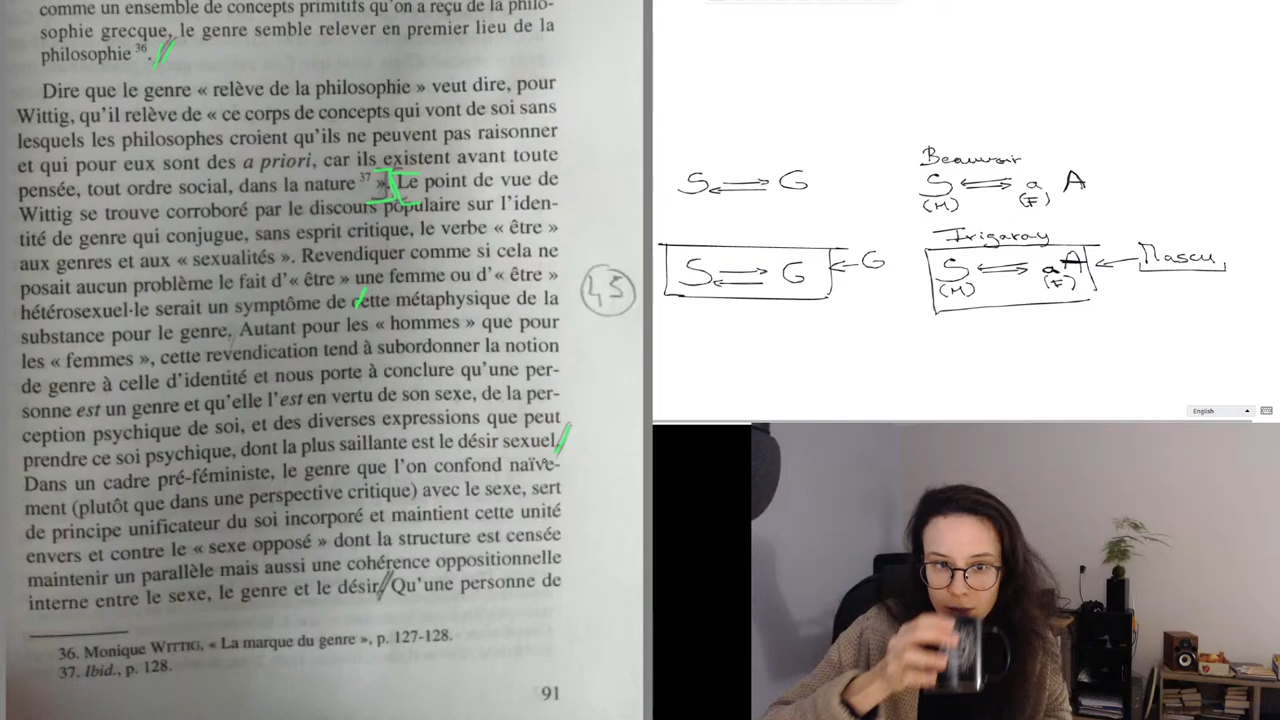 comme un ensemble de concepts primitifs qu'on a reçu de la philo-
sophie grecque, le genre semble relever en premier lieu de la
philosophie 36.
Dire que le genre « relève de la philosophie » veut dire, pour
Wittig, qu'il relève de « ce corps de concepts qui vont de soi sans
lesquels les philosophes croient qu'ils ne peuvent pas raisonner
et qui pour eux sont des a priori, car ils existent avant toute
pensée, tout ordre social, dans la nature 37 ». Le point de vue de
Wittig se trouve corroboré par le discours populaire sur l'iden-
tité de genre qui conjugue, sans esprit critique, le verbe « être »
aux genres et aux « sexualités ». Revendiquer comme si cela ne
posait aucun problème le fait d'« être » une femme ou d'« être »
hétérosexuel·le serait un symptôme de cette métaphysique de la
substance pour le genre. Autant pour les « hommes » que pour
les « femmes », cette revendication tend à subordonner la notion
de genre à celle d'identité et nous porte à conclure qu'une per-
sonne est un genre et qu'elle l'est en vertu de son sexe, de la per-
ception psychique de soi, et des diverses expressions que peut
prendre ce soi psychique, dont la plus saillante est le désir sexuel.
Dans un cadre pré-féministe, le genre que l'on confond naïve-
ment (plutôt que dans une perspective critique) avec le sexe, sert
de principe unificateur du soi incorporé et maintient cette unité
envers et contre le « sexe opposé » dont la structure est censée
maintenir un parallèle mais aussi une cohérence oppositionnelle
interne entre le sexe, le genre et le désir. Qu'une personne de
36. Monique WITTIG, « La marque du genre », p. 127-128.
37. Ibid., p. 128.
91
43
S G
S G G
Beauvoir
S a A
(M) (F)
Irigaray
S a A Mascu
(M) (F)
English